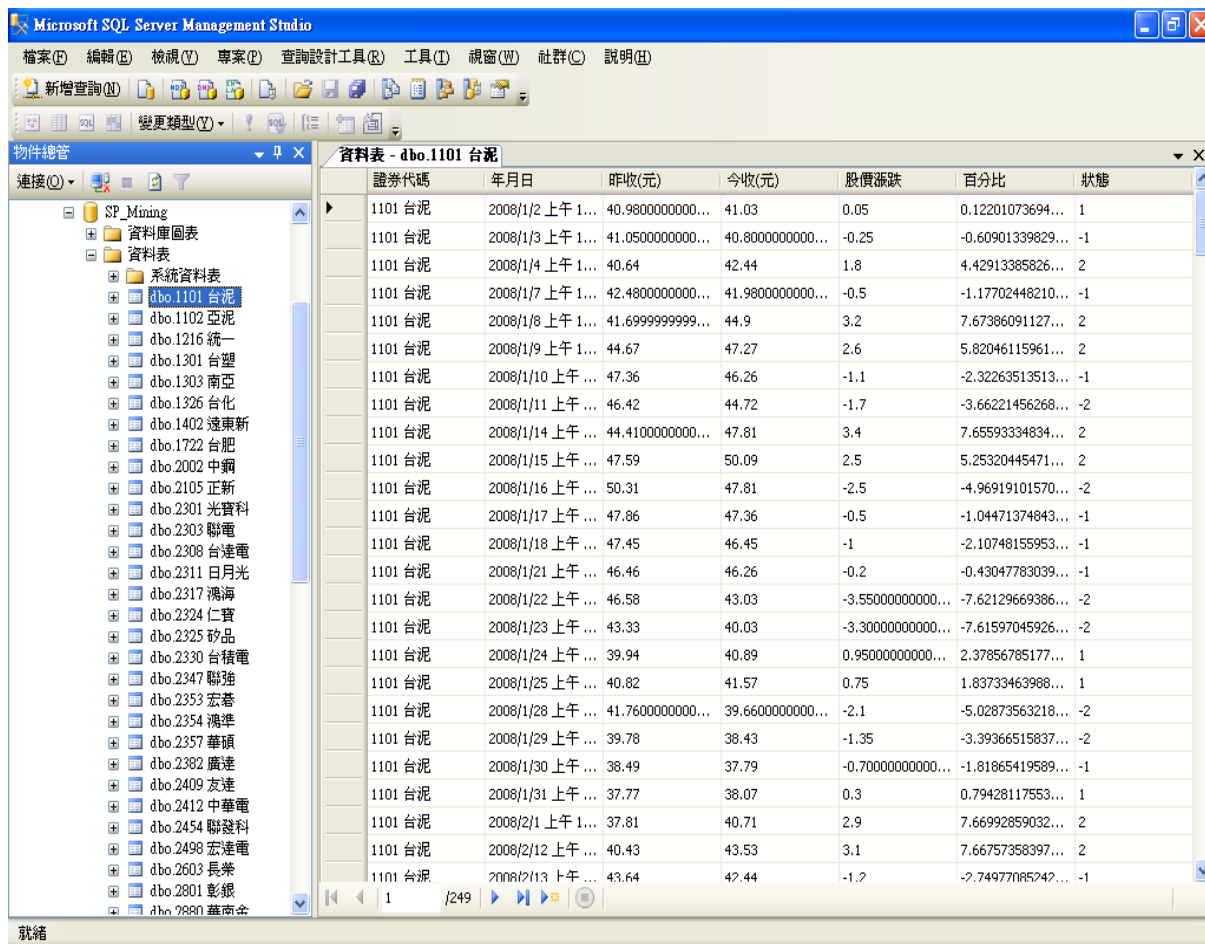 Microsoft SQL Server Management Studio
檔案(F) 編輯(E) 檢視(V) 專案(P) 查詢設計工具(R) 工具(T) 視窗(W) 社群(C) 說明(H)
新增查詢(N)
變更類型(Y)
物件總管
連接(O)
SP_Mining
資料庫圖表
資料表
系統資料表
dbo.1101 台泥
dbo.1102 亞泥
dbo.1216 統一
dbo.1301 台塑
dbo.1303 南亞
dbo.1326 台化
dbo.1402 遠東新
dbo.1722 台肥
dbo.2002 中鋼
dbo.2105 正新
dbo.2301 光寶科
dbo.2303 聯電
dbo.2308 台達電
dbo.2311 日月光
dbo.2317 鴻海
dbo.2324 仁寶
dbo.2325 矽品
dbo.2330 台積電
dbo.2347 聯強
dbo.2353 宏碁
dbo.2354 鴻準
dbo.2357 華碩
dbo.2382 廣達
dbo.2409 友達
dbo.2412 中華電
dbo.2454 聯發科
dbo.2498 宏達電
dbo.2603 長榮
dbo.2801 彰銀
dbo.2880 華南金
資料表 - dbo.1101 台泥
證券代碼 年月日 昨收(元) 今收(元) 股價漲跌 百分比 狀態
1101 台泥 2008/1/2 上午 1... 40.9800000000... 41.03 0.05 0.12201073694... 1
1101 台泥 2008/1/3 上午 1... 41.0500000000... 40.8000000000... -0.25 -0.60901339829... -1
1101 台泥 2008/1/4 上午 1... 40.64 42.44 1.8 4.42913385826... 2
1101 台泥 2008/1/7 上午 1... 42.4800000000... 41.9800000000... -0.5 -1.17702448210... -1
1101 台泥 2008/1/8 上午 1... 41.6999999999... 44.9 3.2 7.67386091127... 2
1101 台泥 2008/1/9 上午 1... 44.67 47.27 2.6 5.82046115961... 2
1101 台泥 2008/1/10 上午 ... 47.36 46.26 -1.1 -2.32263513513... -1
1101 台泥 2008/1/11 上午 ... 46.42 44.72 -1.7 -3.66221456268... -2
1101 台泥 2008/1/14 上午 ... 44.4100000000... 47.81 3.4 7.65593334834... 2
1101 台泥 2008/1/15 上午 ... 47.59 50.09 2.5 5.25320445471... 2
1101 台泥 2008/1/16 上午 ... 50.31 47.81 -2.5 -4.96919101570... -2
1101 台泥 2008/1/17 上午 ... 47.86 47.36 -0.5 -1.04471374843... -1
1101 台泥 2008/1/18 上午 ... 47.45 46.45 -1 -2.10748155953... -1
1101 台泥 2008/1/21 上午 ... 46.46 46.26 -0.2 -0.43047783039... -1
1101 台泥 2008/1/22 上午 ... 46.58 43.03 -3.55000000000... -7.62129669386... -2
1101 台泥 2008/1/23 上午 ... 43.33 40.03 -3.30000000000... -7.61597045926... -2
1101 台泥 2008/1/24 上午 ... 39.94 40.89 0.95000000000... 2.37856785177... 1
1101 台泥 2008/1/25 上午 ... 40.82 41.57 0.75 1.83733463988... 1
1101 台泥 2008/1/28 上午 ... 41.7600000000... 39.6600000000... -2.1 -5.02873563218... -2
1101 台泥 2008/1/29 上午 ... 39.78 38.43 -1.35 -3.39366515837... -2
1101 台泥 2008/1/30 上午 ... 38.49 37.79 -0.70000000000... -1.81865419589... -1
1101 台泥 2008/1/31 上午 ... 37.77 38.07 0.3 0.79428117553... 1
1101 台泥 2008/2/1 上午 1... 37.81 40.71 2.9 7.66992859032... 2
1101 台泥 2008/2/12 上午 ... 40.43 43.53 3.1 7.66757358397... 2
1101 台泥 2008/2/13 上午 ... 43.64 42.44 -1.2 -2.74977085242... -1
1 /249
就緒